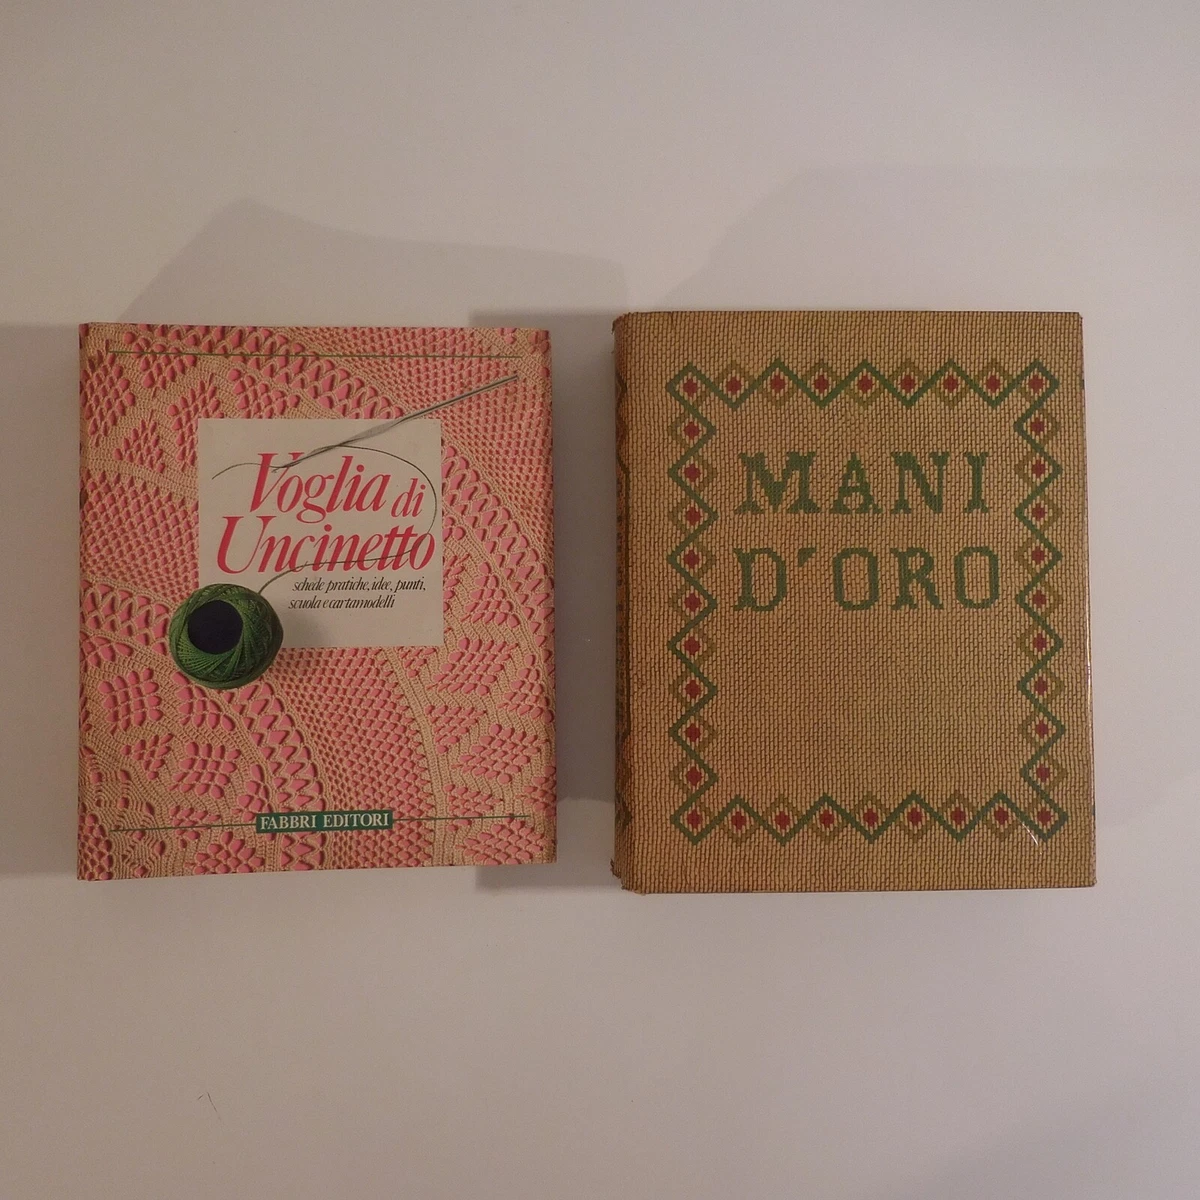 Voglia di
Uncinetto
schede pratiche, idee, punti,
scuola e cartamodelli
FABBRI EDITORI
MANI
D'ORO